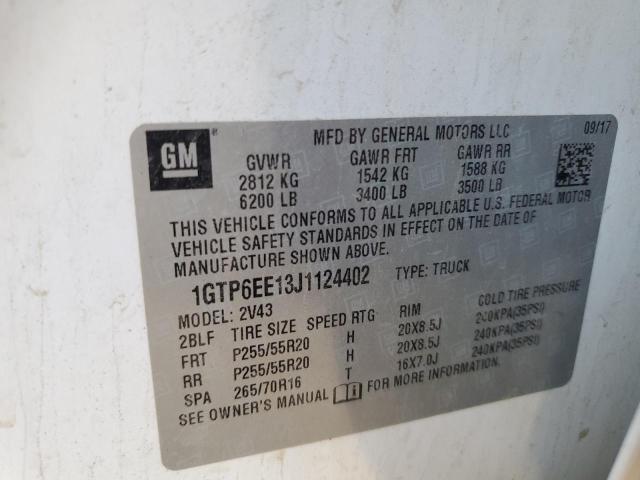 GM
MFD BY GENERAL MOTORS LLC 09/17
GVWR GAWR FRT GAWR RR
2812 KG 1542 KG 1588 KG
6200 LB 3400 LB 3500 LB
THIS VEHICLE CONFORMS TO ALL APPLICABLE U.S. FEDERAL MOTOR
VEHICLE SAFETY STANDARDS IN EFFECT ON THE DATE OF
MANUFACTURE SHOWN ABOVE.
1GTP6EE13J1124402 TYPE: TRUCK
MODEL: 2V43
2BLF TIRE SIZE SPEED RTG RIM COLD TIRE PRESSURE
FRT P255/55R20 H 20X8.5J 240KPA(35PSI)
RR P255/55R20 H 20X8.5J 240KPA(35PSI)
SPA 265/70R16 T 16X7.0J 240KPA(35PSI)
SEE OWNER'S MANUAL FOR MORE INFORMATION.